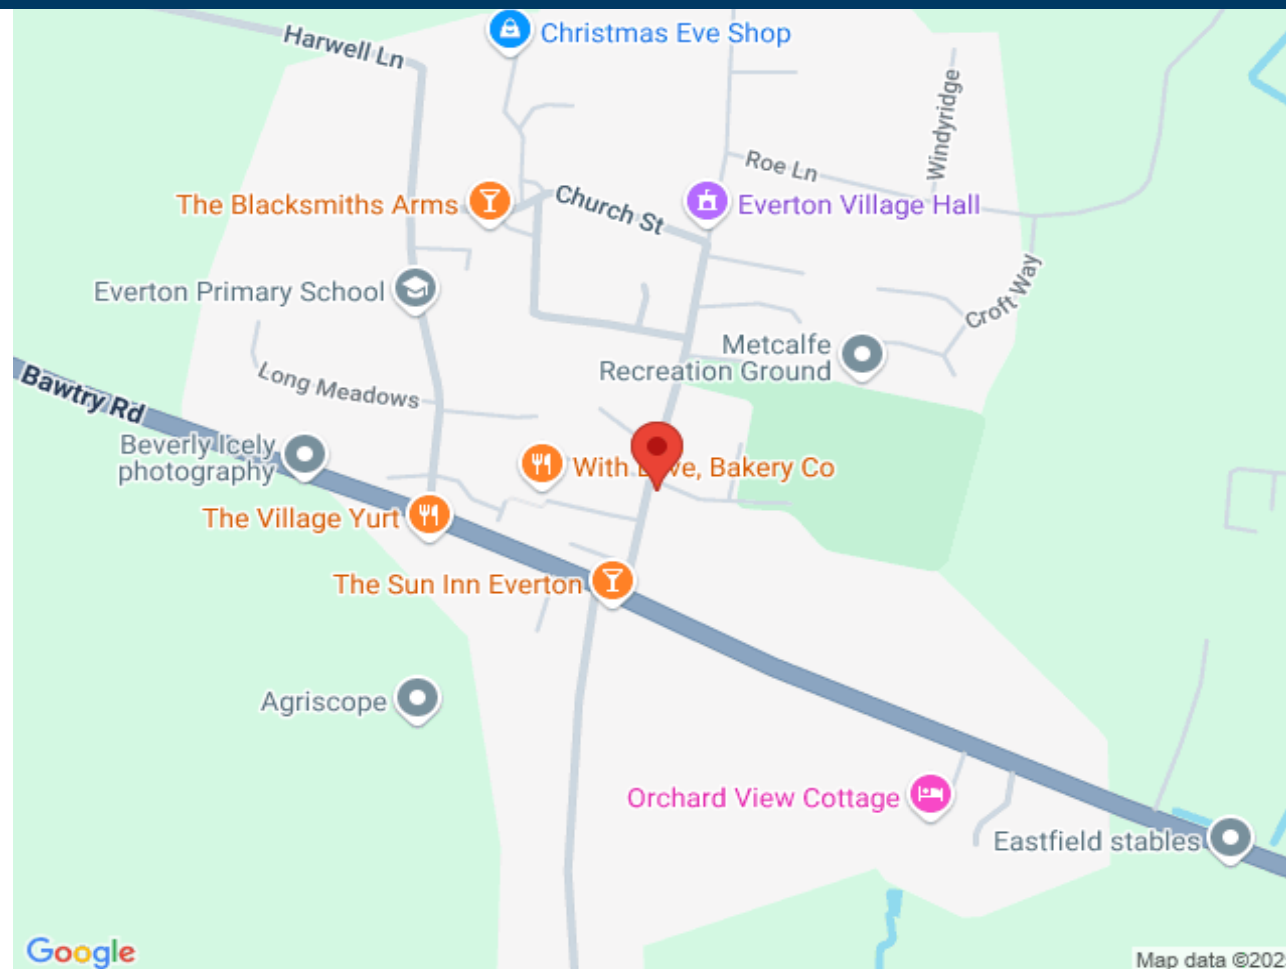 Christmas Eve Shop
Harwell Ln
Windyridge
Roe Ln
The Blacksmiths Arms
Church St
Everton Village Hall
Everton Primary School
Croft Way
Metcalfe
Recreation Ground
Long Meadows
Bawtry Rd
Beverly Icely
photography
With Bakery Co
The Village Yurt
The Sun Inn Everton
Agriscope
Orchard View Cottage
Eastfield stables
Google
Map data ©202